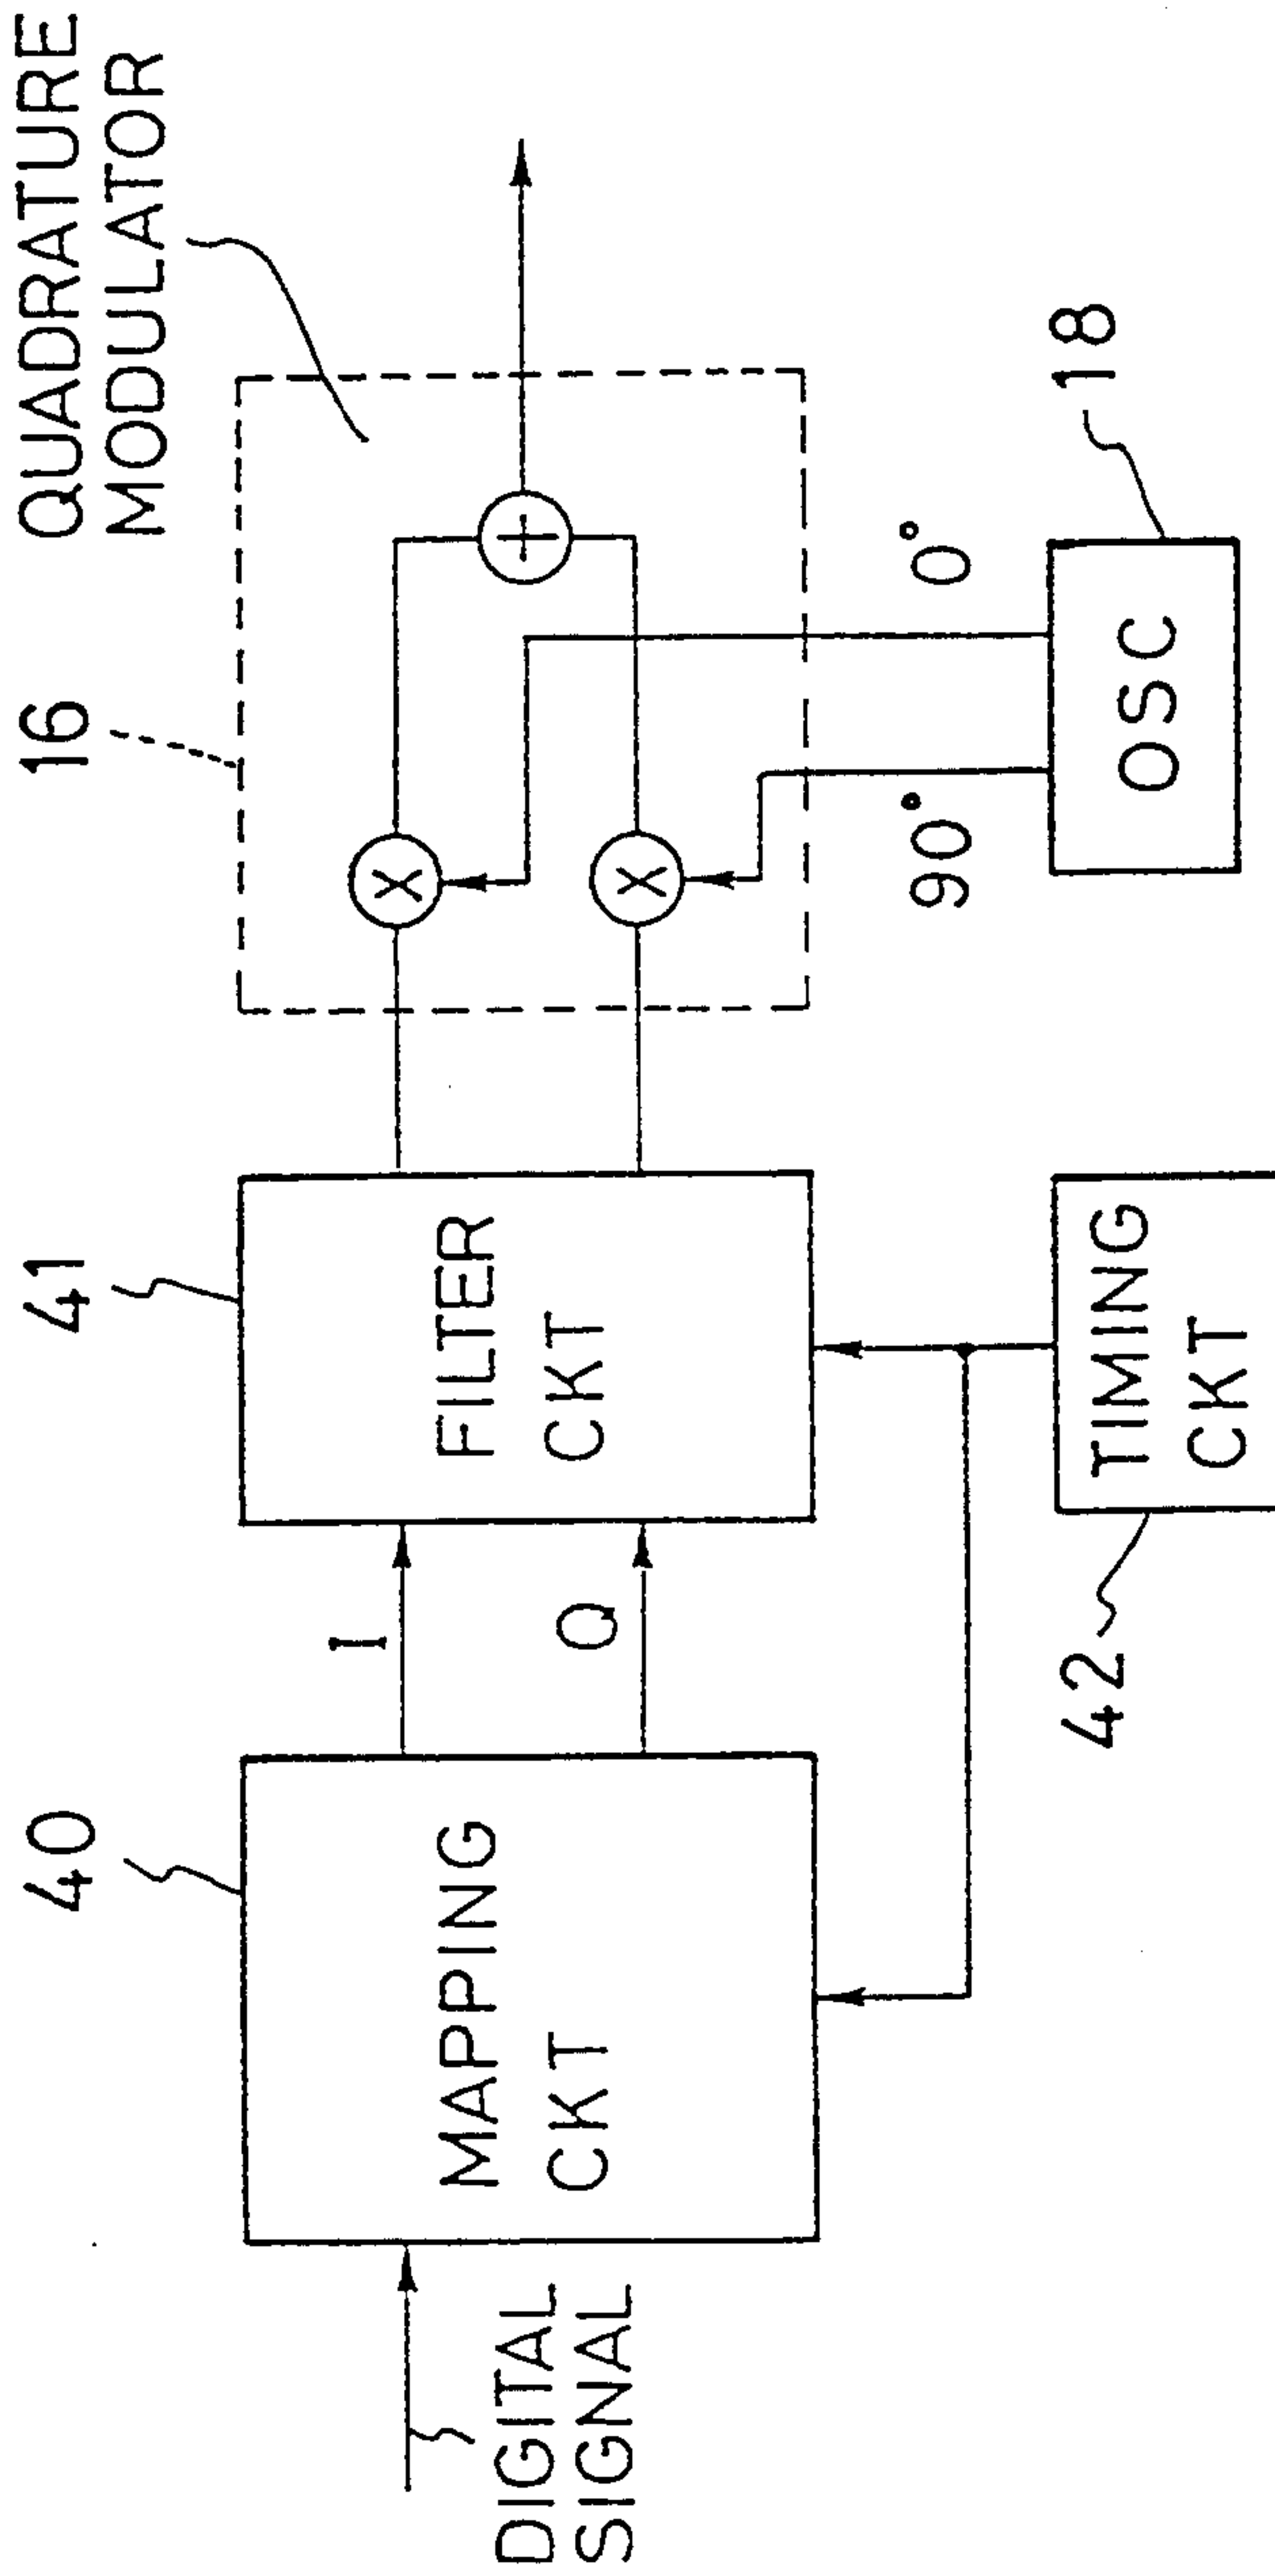 QUADRATURE
MODULATOR
16
41
40
DIGITAL
SIGNAL
MAPPING
CKT
I
Q
FILTER
CKT
X
X
+
90°
0°
42
TIMING
CKT
OSC
18